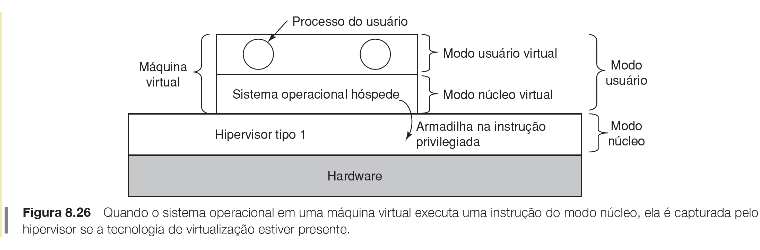 Processo do usuário
Máquina
virtual
Modo usuário virtual
Modo
usuário
Sistema operacional hóspede
Modo núcleo virtual
Hipervisor tipo 1
Armadilha na instrução
privilegiada
Modo
núcleo
Hardware
Figura 8.26 Quando o sistema operacional em uma máquina virtual executa uma instrução do modo núcleo, ela é capturada pelo
hipervisor se a tecnologia de virtualização estiver presente.